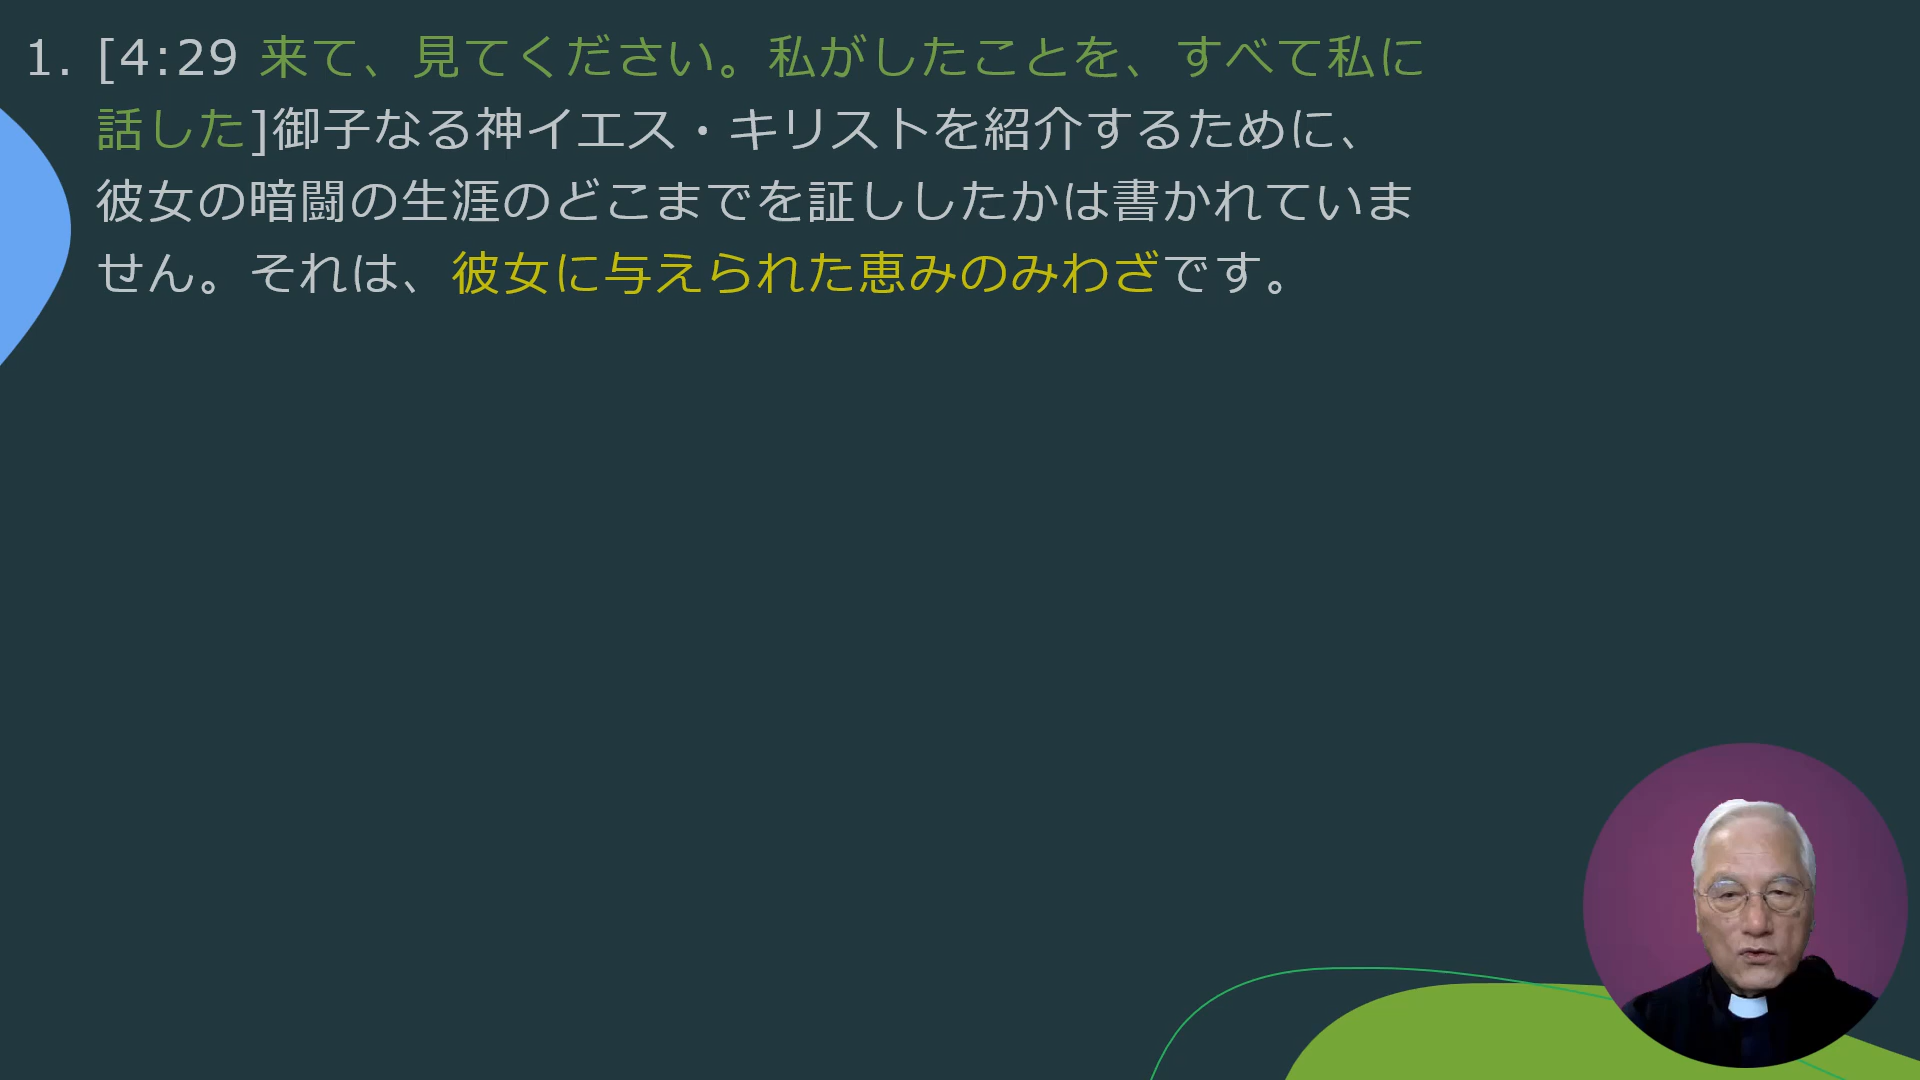 1. [4:29 来て、見てください。私がしたことを、すべて私に
話した]御子なる神イエス・キリストを紹介するために、
彼女の暗闘の生涯のどこまでを証ししたかは書かれていま
せん。それは、彼女に与えられた恵みのみわざです。